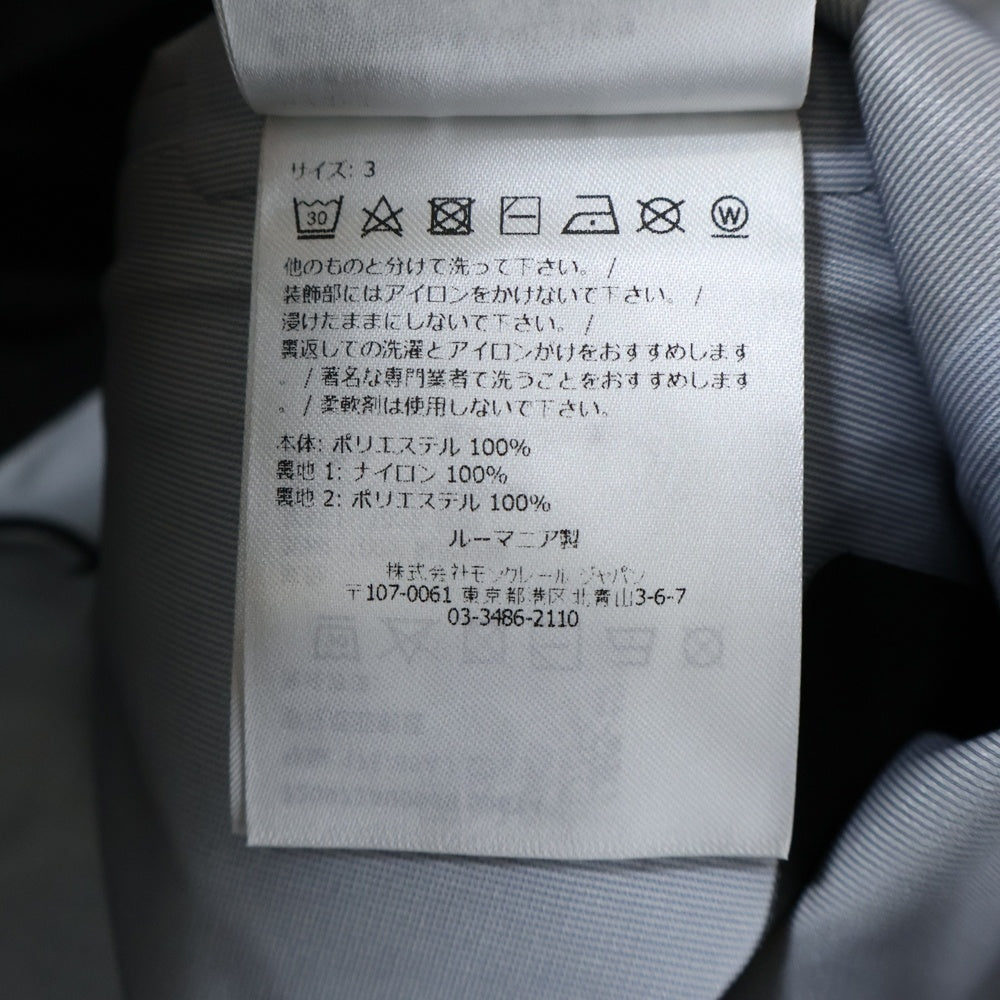 サイズ: 3
30 W
他のものと分けて洗って下さい。 /
装飾部にはアイロンをかけないで下さい。 /
浸けたままにしないで下さい。 /
裏返しての洗濯とアイロンかけをおすすめします
。 / 著名な専門業者で洗うことをおすすめします
。 / 柔軟剤は使用しないで下さい。
本体: ポリエステル 100%
裏地 1: ナイロン 100%
裏地 2: ポリエステル 100%
ルーマニア製
株式会社モンクレール ジャパン
〒107-0061 東京都港区 北青山3-6-7
03-3486-2110